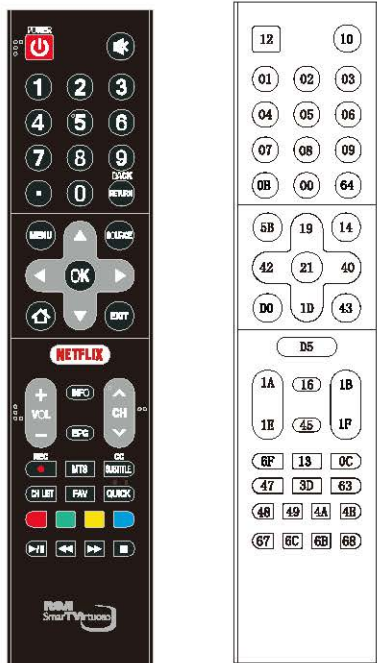 POWER
1 2 3
4 5 6
7 8 9
BACK
0 RETURN
MENU SOURCE
OK
EXIT
NETFLIX
+ INFO
VOL CH
- EPG
REC CC
MTS SUBTITLE
CH LIST FAV QUICK
RCA
SmarTVirtuoso
12 10
01 02 03
04 05 06
07 08 09
0B 00 64
5B 19 14
42 21 40
D0 1D 43
D5
1A 16 1B
1E 45 1F
6F 13 0C
47 3D 63
48 49 4A 4B
67 6C 6B 68